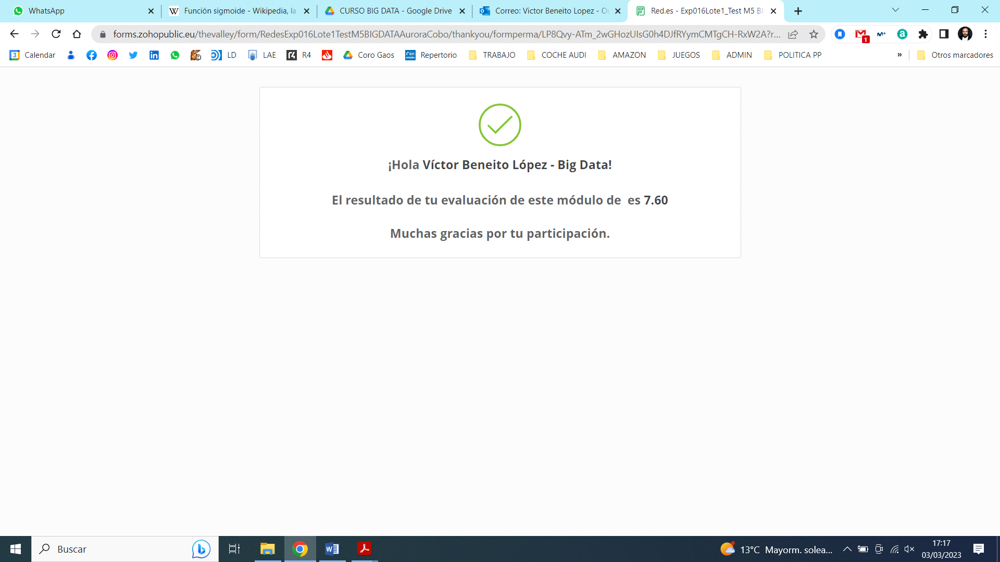 WhatsApp
Función sigmoide - Wikipedia, la
CURSO BIG DATA - Google Drive
Correo: Victor Beneito Lopez - Ou
Red.es - Exp016Lote1_Test M5 BI
forms.zohopublic.eu/thevalley/form/RedesExp016Lote1TestM5BIGDATAAuroraCobo/thankyou/formperma/LP8Qvy-ATm_2wGHozUIsG0h4DJfRYymCMTgCH-RxW2A?r...
1
3 Calendar
LD
LAE
R4
Coro Gaos
Repertorio
TRABAJO
COCHE AUDI
AMAZON
JUEGOS
ADMIN
POLITICA PP
»
Otros marcadores
¡Hola Víctor Beneito López - Big Data!
El resultado de tu evaluación de este módulo de es 7.60
Muchas gracias por tu participación.
Buscar
13°C Mayorm. solea...
17:17
03/03/2023